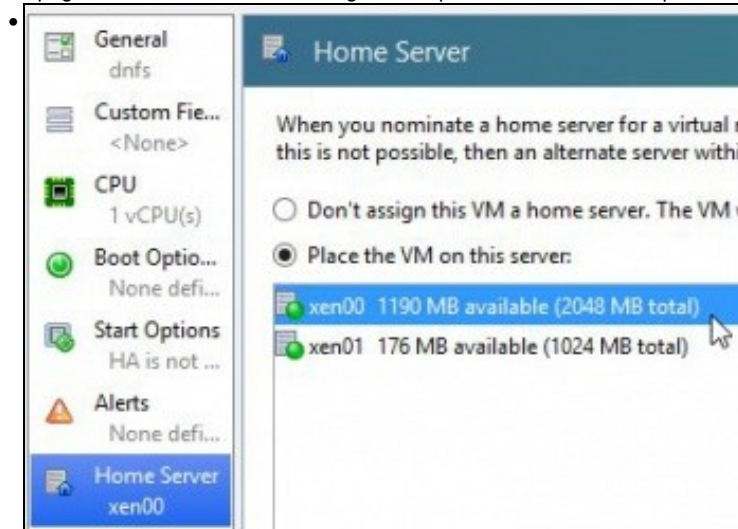 General
dnfs
Custom Fie...
<None>
CPU
1 vCPU(s)
Boot Optio...
None defi...
Start Options
HA is not ...
Alerts
None defi...
Home Server
xen00
Home Server
When you nominate a home server for a virtual
this is not possible, then an alternate server withi
Don't assign this VM a home server. The VM
Place the VM on this server:
xen00 1190 MB available (2048 MB total)
xen01 176 MB available (1024 MB total)